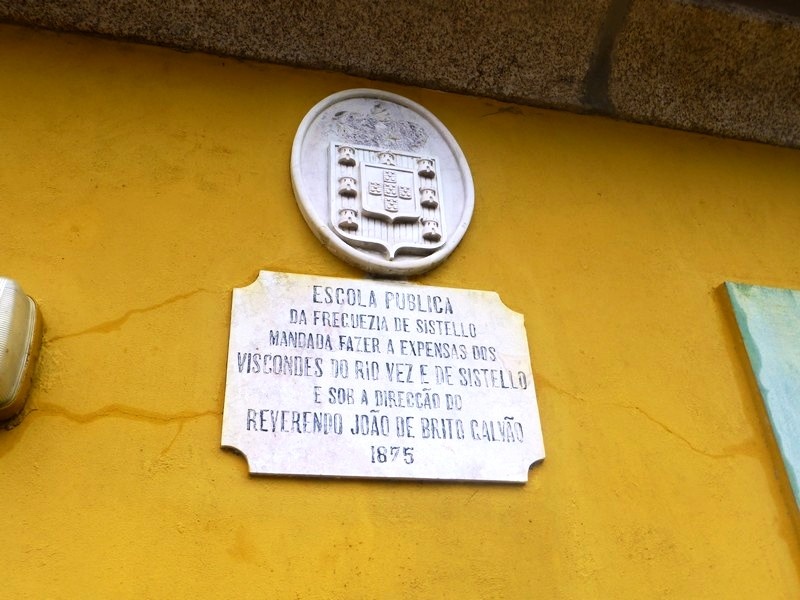 ESCOLA PUBLICA
DA FREGUEZIA DE SISTELLO
MANDADA FAZER A EXPENSAS DOS
VISCONDES DO RIO VEZ E DE SISTELLO
E SOB A DIRECÇÃO DO
REVERENDO JOÃO DE BRITO GALVÃO
1875